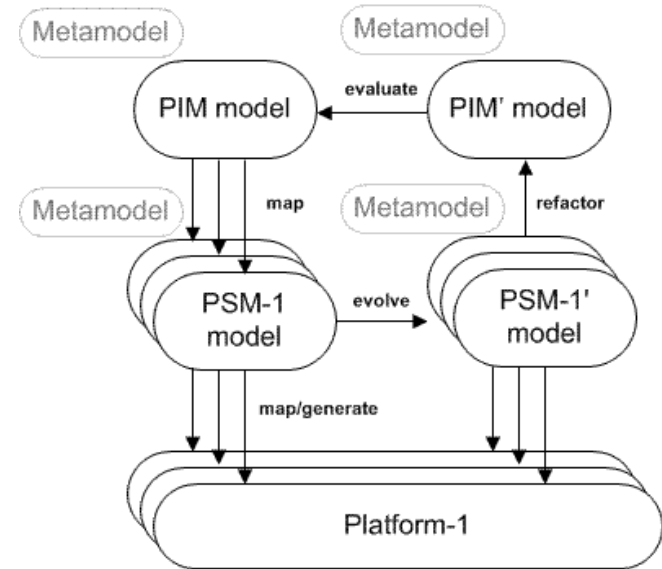 Metamodel
Metamodel
PIM model
evaluate
PIM' model
map
Metamodel
Metamodel
refactor
PSM-1
model
evolve
PSM-1'
model
map/generate
Platform-1